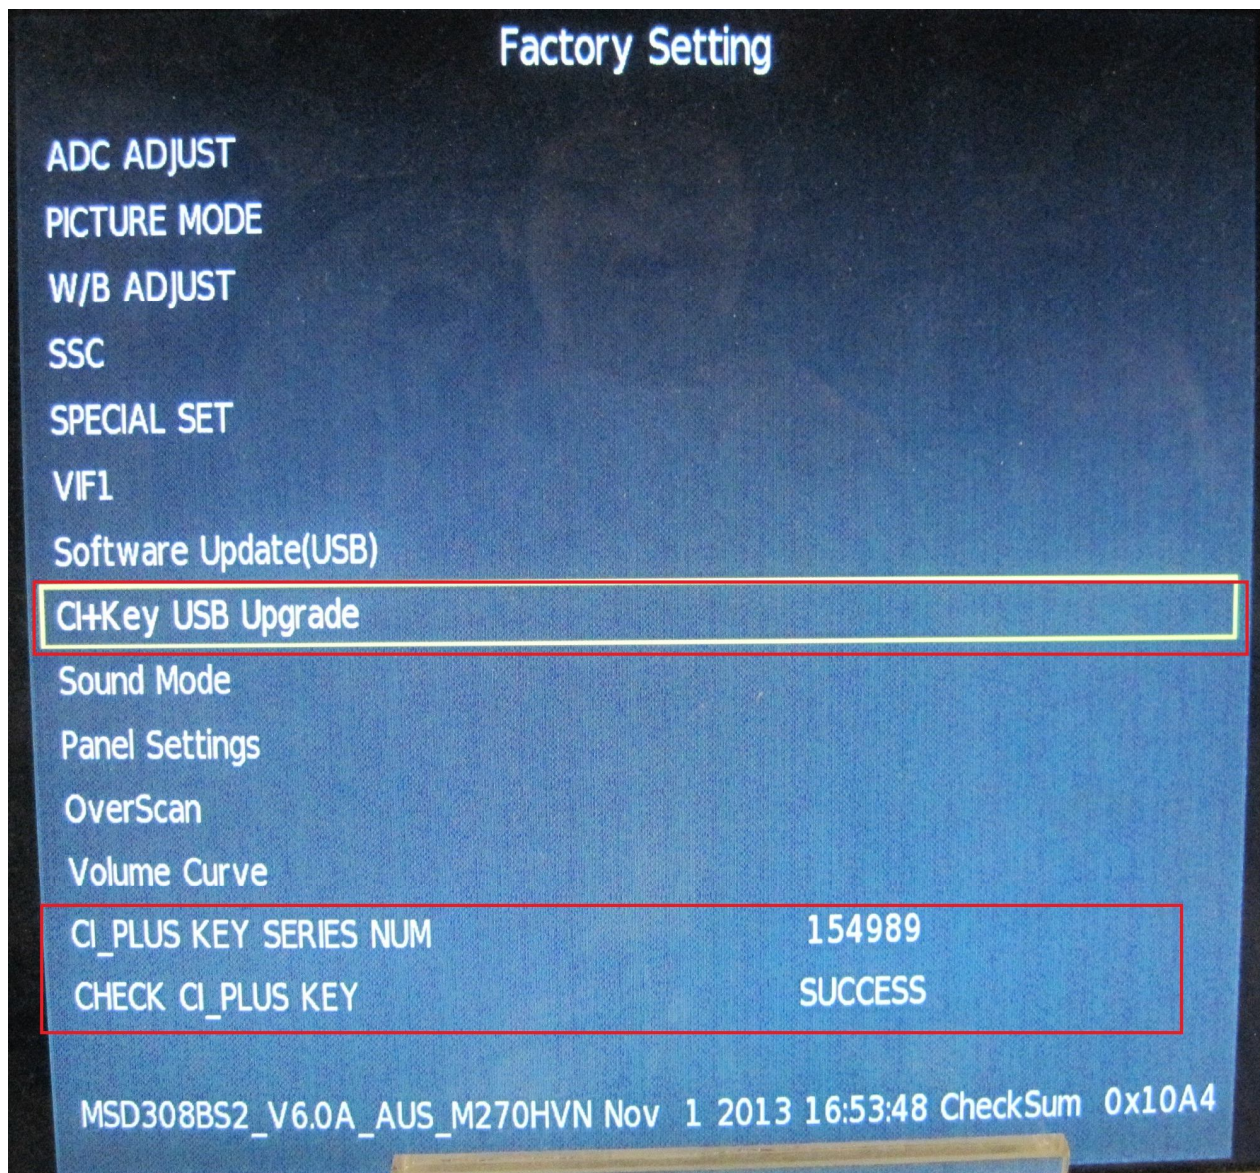 Factory Setting
ADC ADJUST
PICTURE MODE
W/B ADJUST
SSC
SPECIAL SET
VIF1
Software Update(USB)
CI+Key USB Upgrade
Sound Mode
Panel Settings
OverScan
Volume Curve
CI_PLUS KEY SERIES NUM 154989
CHECK CI_PLUS KEY SUCCESS
MSD308BS2_V6.0A_AUS_M270HVN Nov 1 2013 16:53:48 CheckSum 0x10A4